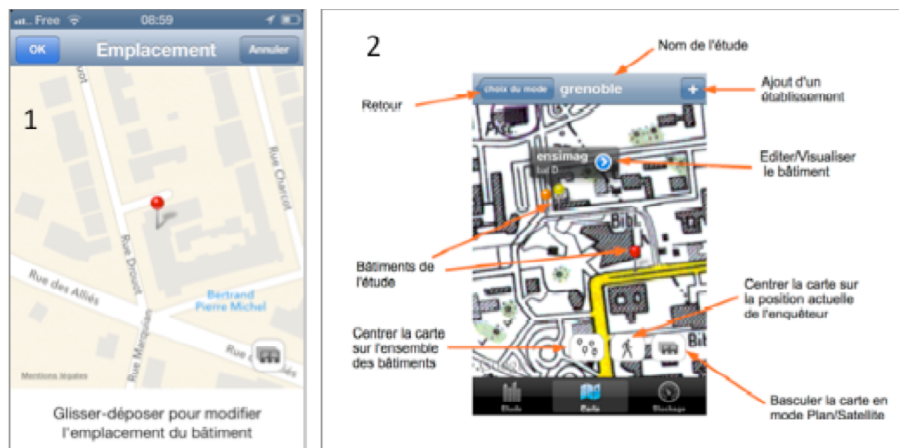 Free 08:59
OK
Emplacement
Annuler
1
Rue Drouot
Rue Charcot
Rue des Alliés
Rue Marquian
Bertrand
Pierre Michel
Mentions légales
Glisser-déposer pour modifier
l'emplacement du bâtiment
2
Nom de l'étude
choix du mode
grenoble
+
Ajout d'un
établissement
Retour
ensimag
bat D
Editer/Visualiser
le bâtiment
Bibl.
Bâtiments de
l'étude
Centrer la carte sur
la position actuelle
de l'enquêteur
Centrer la carte
sur l'ensemble
des bâtiments
Etude
Carte
Stockage
Basculer la carte en
mode Plan/Satellite